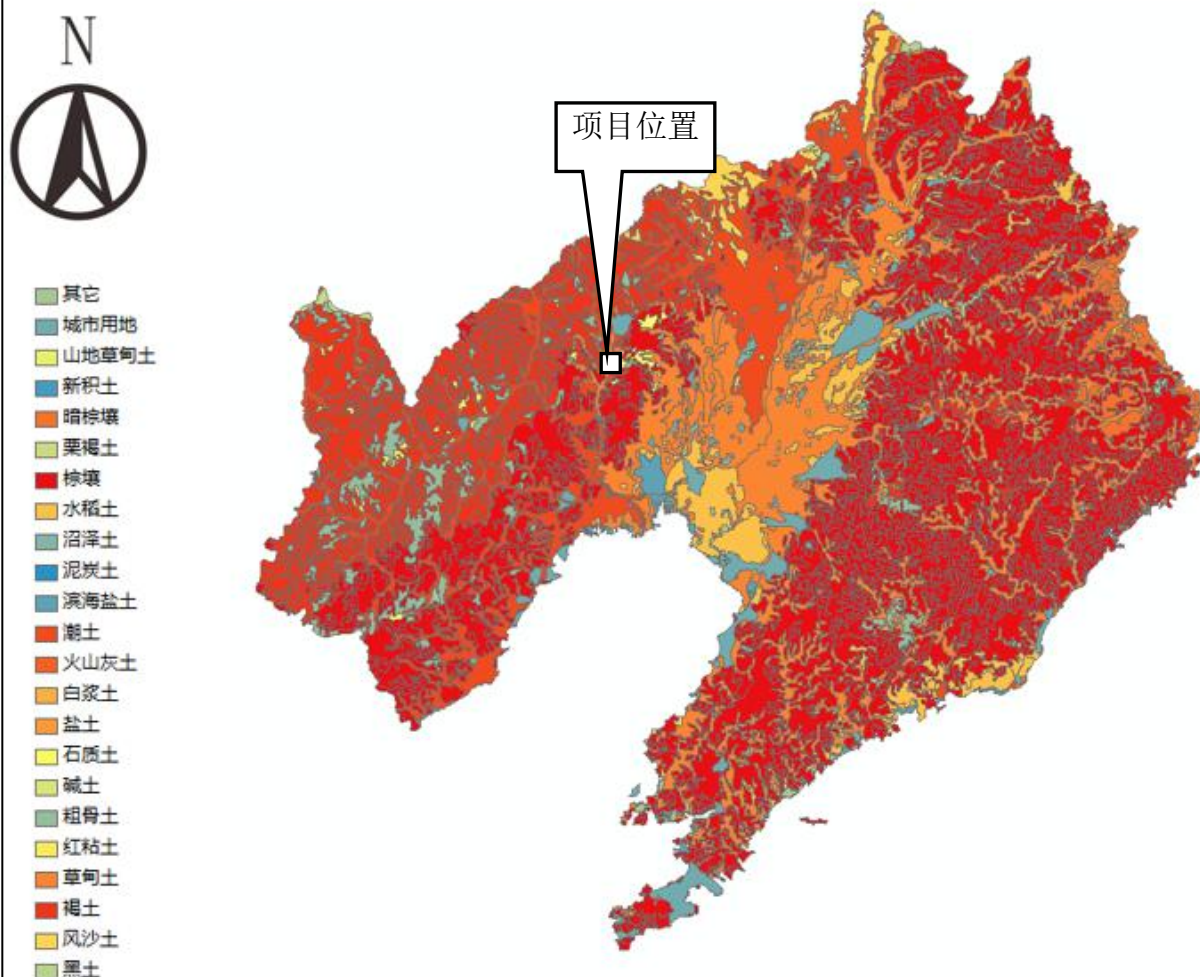 N
项目位置
其它
城市用地
山地草甸土
新积土
暗棕壤
栗褐土
棕壤
水稻土
沼泽土
泥炭土
滨海盐土
潮土
火山灰土
白浆土
盐土
石质土
碱土
粗骨土
红粘土
草甸土
褐土
风沙土
黑土